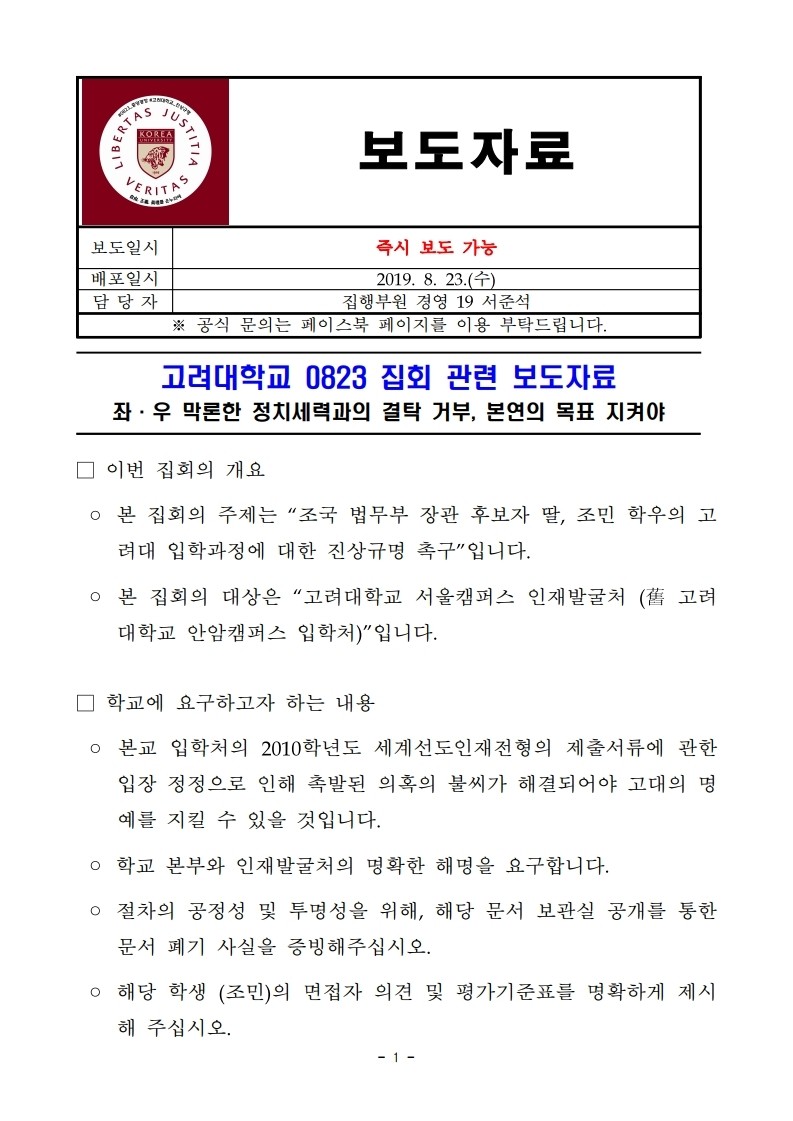 LIBERTAS JUSTITIA
VERITAS
KOREA
UNIVERSITY
보도자료
보도일시 즉시 보도 가능
배포일시 2019. 8. 23.(수)
담 당 자 집행부원 경영 19 서준석
※ 공식 문의는 페이스북 페이지를 이용 부탁드립니다.
고려대학교 0823 집회 관련 보도자료
좌 · 우 막론한 정치세력과의 결탁 거부, 본연의 목표 지켜야
□ 이번 집회의 개요
○ 본 집회의 주제는 “조국 법무부 장관 후보자 딸, 조민 학우의 고
려대 입학과정에 대한 진상규명 촉구”입니다.
○ 본 집회의 대상은 “고려대학교 서울캠퍼스 인재발굴처 (舊 고려
대학교 안암캠퍼스 입학처)”입니다.
□ 학교에 요구하고자 하는 내용
○ 본교 입학처의 2010학년도 세계선도인재전형의 제출서류에 관한
입장 정정으로 인해 촉발된 의혹의 불씨가 해결되어야 고대의 명
예를 지킬 수 있을 것입니다.
○ 학교 본부와 인재발굴처의 명확한 해명을 요구합니다.
○ 절차의 공정성 및 투명성을 위해, 해당 문서 보관실 공개를 통한
문서 폐기 사실을 증빙해주십시오.
○ 해당 학생 (조민)의 면접자 의견 및 평가기준표를 명확하게 제시
해 주십시오.
- 1 -